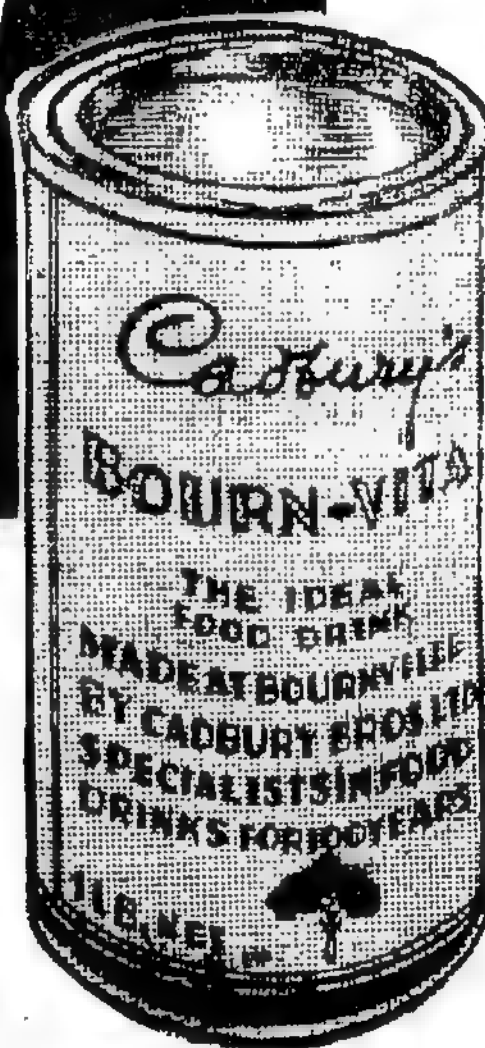 Cadbury's
BOURN-VITA
THE IDEAL
FOOD DRINK
MADE AT BOURNVILLE
BY CADBURY BROS LTD
SPECIALISTS IN FOOD
DRINKS FOR 100 YEARS
1 LB. NET